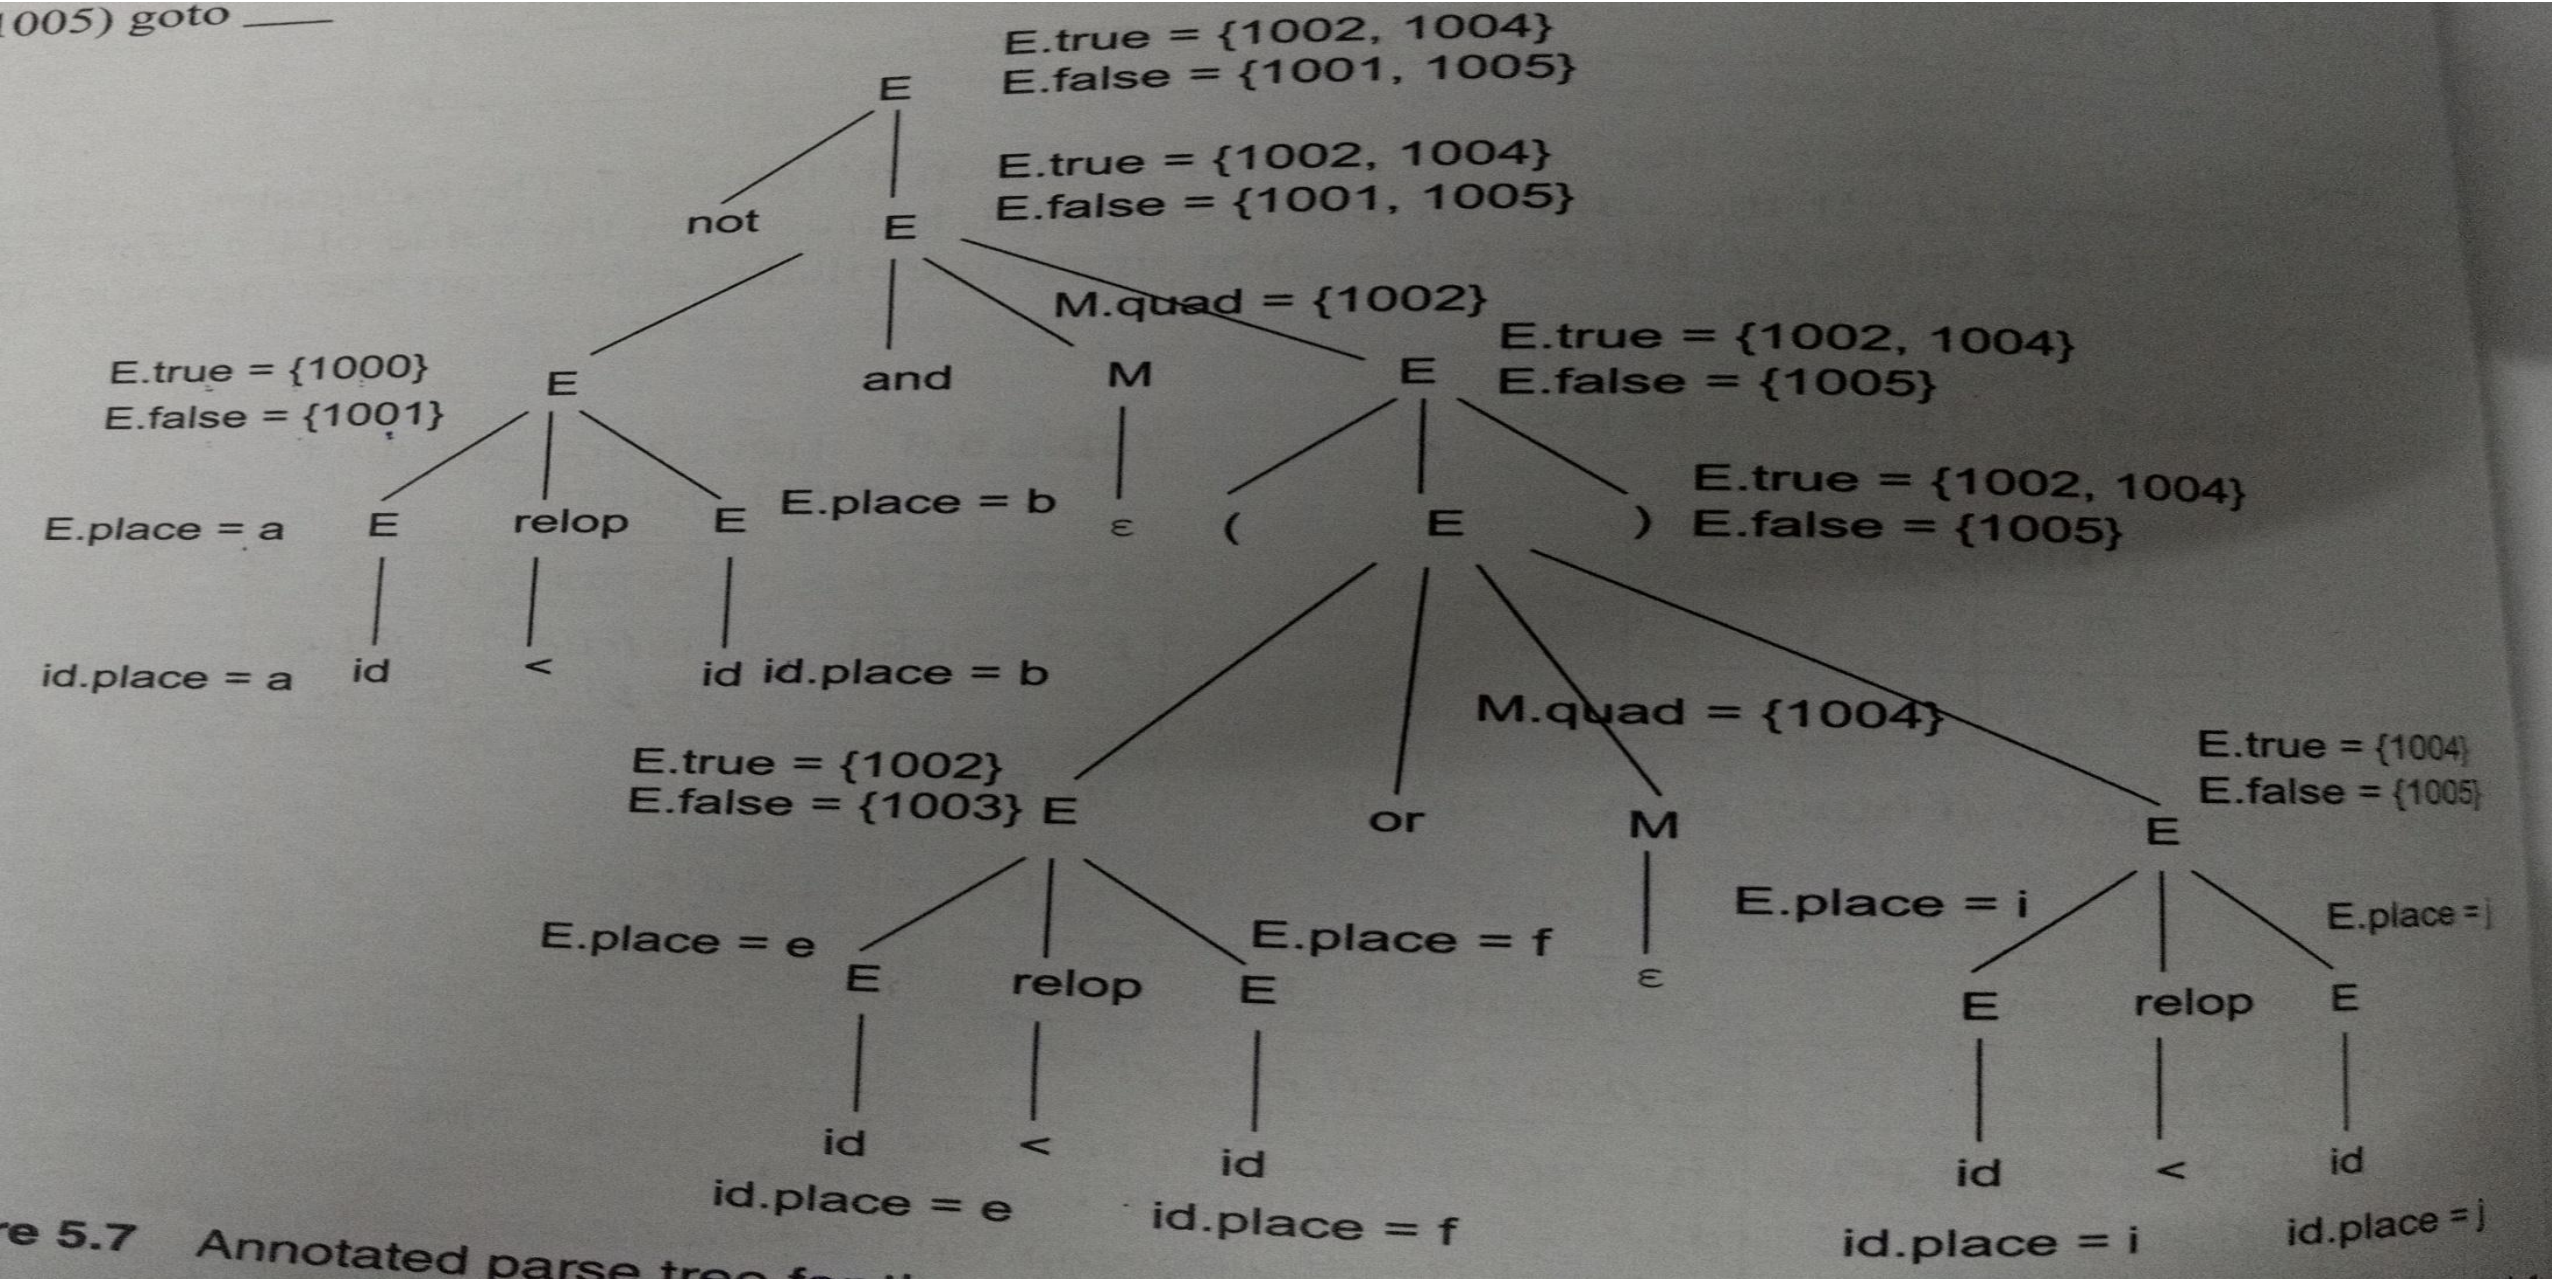 005) goto
E.true = {1002, 1004}
E E.false = {1001, 1005}
E.true = {1002, 1004}
not E E.false = {1001, 1005}
M.quad = {1002}
E.true = {1000} E and M E E.true = {1002, 1004}
E.false = {1001} E.false = {1005}
E.place = a E relop E E.place = b ε ( E ) E.true = {1002, 1004}
E.false = {1005}
id.place = a id < id id.place = b
M.quad = {1004}
E.true = {1002} E.true = {1004}
E.false = {1003} E or M E E.false = {1005}
E.place = e E.place = f E.place = i E.place = j
E relop E ε E relop E
id < id id < id
id.place = e id.place = f id.place = i id.place = j
re 5.7 Annotated parse tree